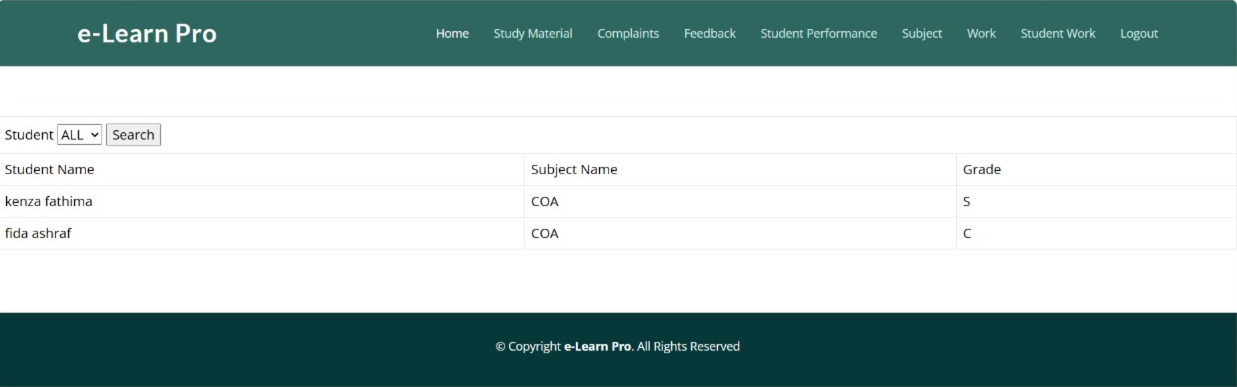 e-Learn Pro Home Study Material Complaints Feedback Student Performance Subject Work Student Work Logout
Student ALL Search
Student Name Subject Name Grade
kenza fathima COA S
fida ashraf COA C
© Copyright e-Learn Pro. All Rights Reserved